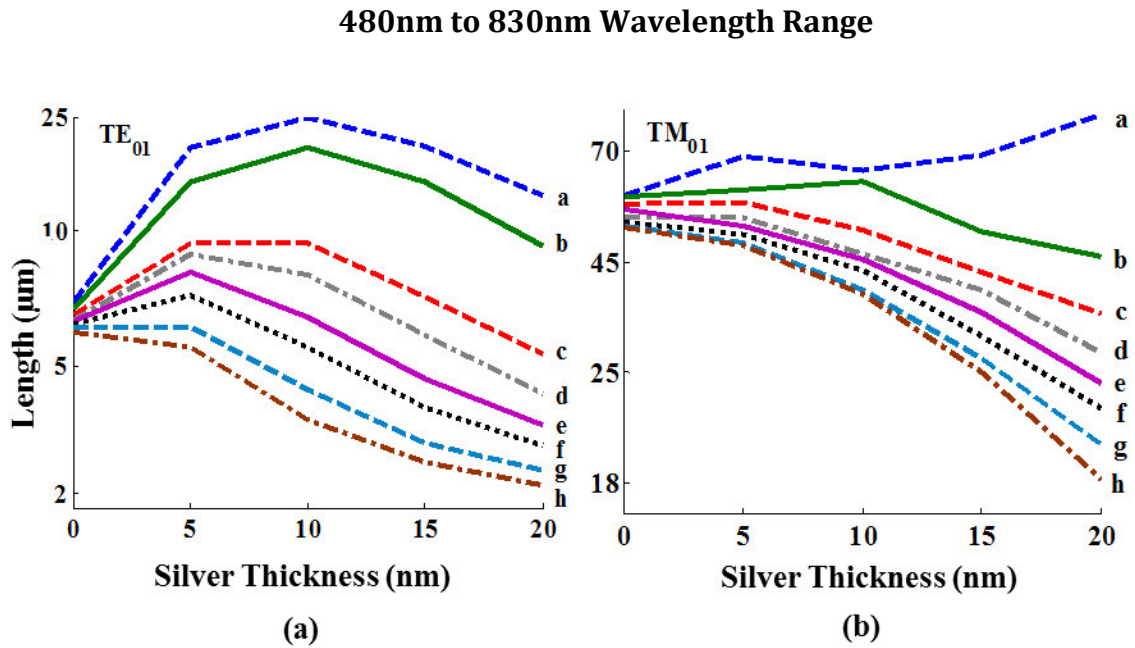 480nm to 830nm Wavelength Range
TE01
Length (μm)
25
10
5
2
0 5 10 15 20
a
b
c
d
e
f
g
h
Silver Thickness (nm)
(a)
TM01
70
45
25
18
0 5 10 15 20
a
b
c
d
e
f
g
h
Silver Thickness (nm)
(b)